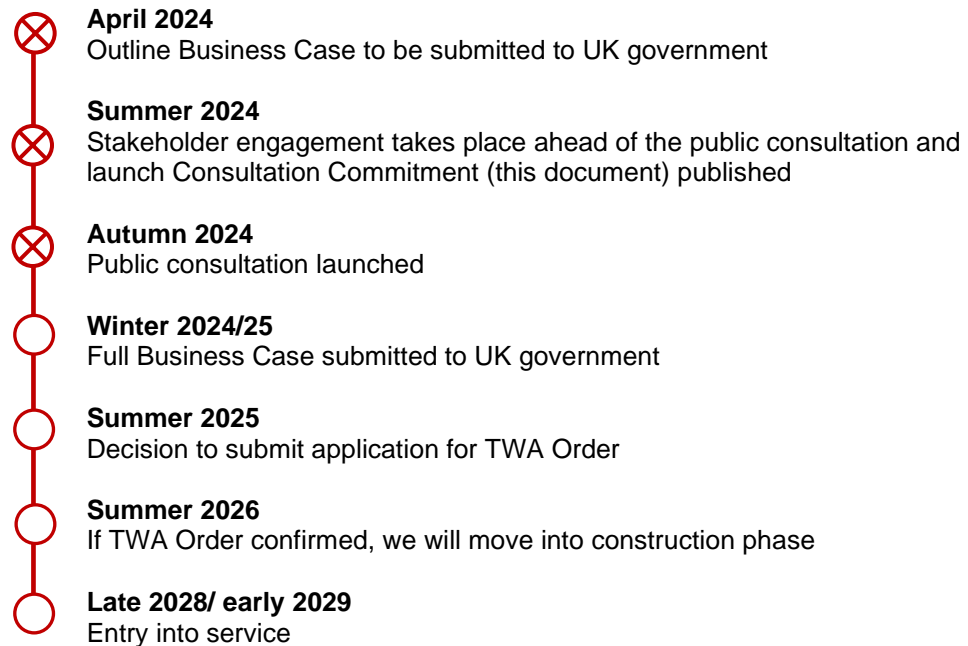 April 2024
Outline Business Case to be submitted to UK government
Summer 2024
Stakeholder engagement takes place ahead of the public consultation and
launch Consultation Commitment (this document) published
Autumn 2024
Public consultation launched
Winter 2024/25
Full Business Case submitted to UK government
Summer 2025
Decision to submit application for TWA Order
Summer 2026
If TWA Order confirmed, we will move into construction phase
Late 2028/ early 2029
Entry into service